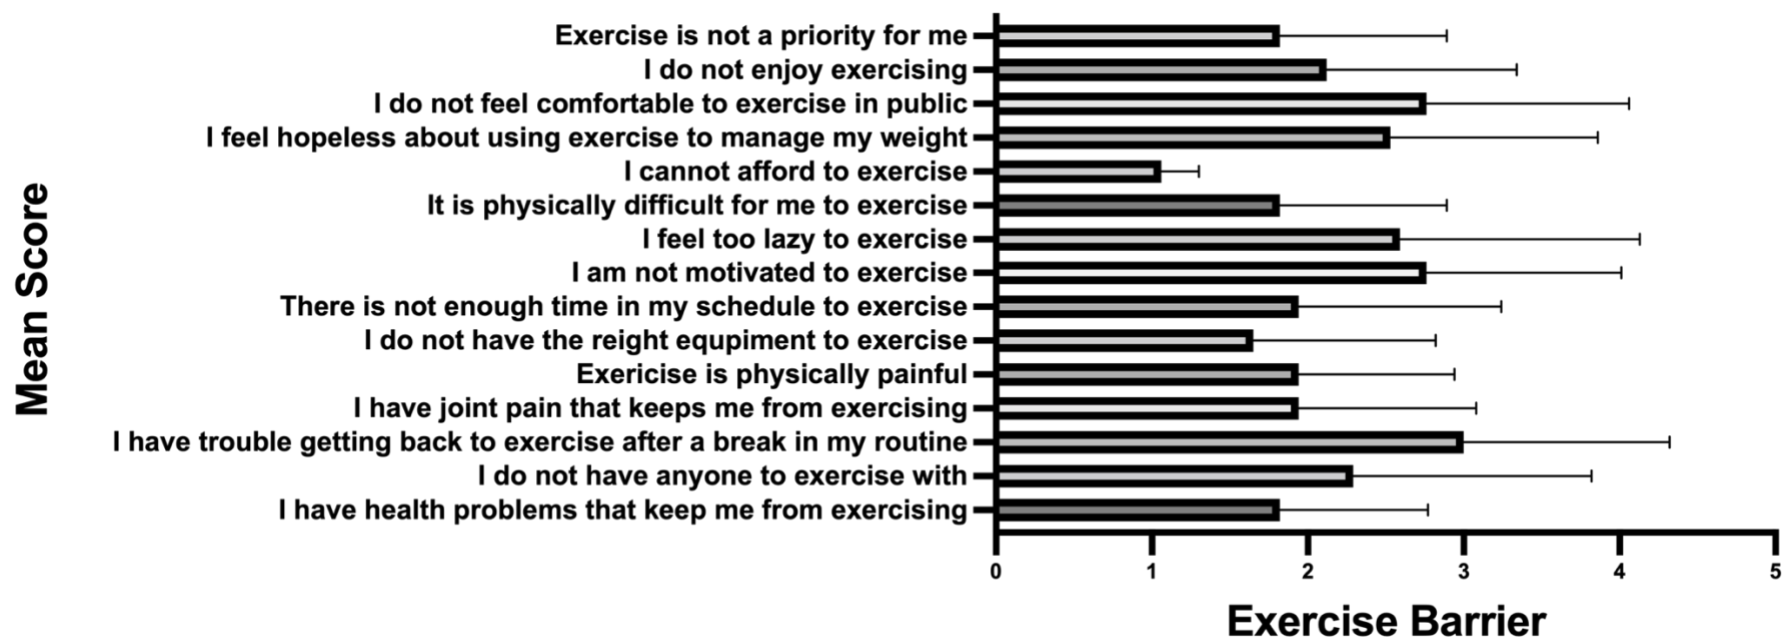 Mean Score
Exercise is not a priority for me
I do not enjoy exercising
I do not feel comfortable to exercise in public
I feel hopeless about using exercise to manage my weight
I cannot afford to exercise
It is physically difficult for me to exercise
I feel too lazy to exercise
I am not motivated to exercise
There is not enough time in my schedule to exercise
I do not have the reight equpiment to exercise
Exericise is physically painful
I have joint pain that keeps me from exercising
I have trouble getting back to exercise after a break in my routine
I do not have anyone to exercise with
I have health problems that keep me from exercising
0 1 2 3 4 5
Exercise Barrier